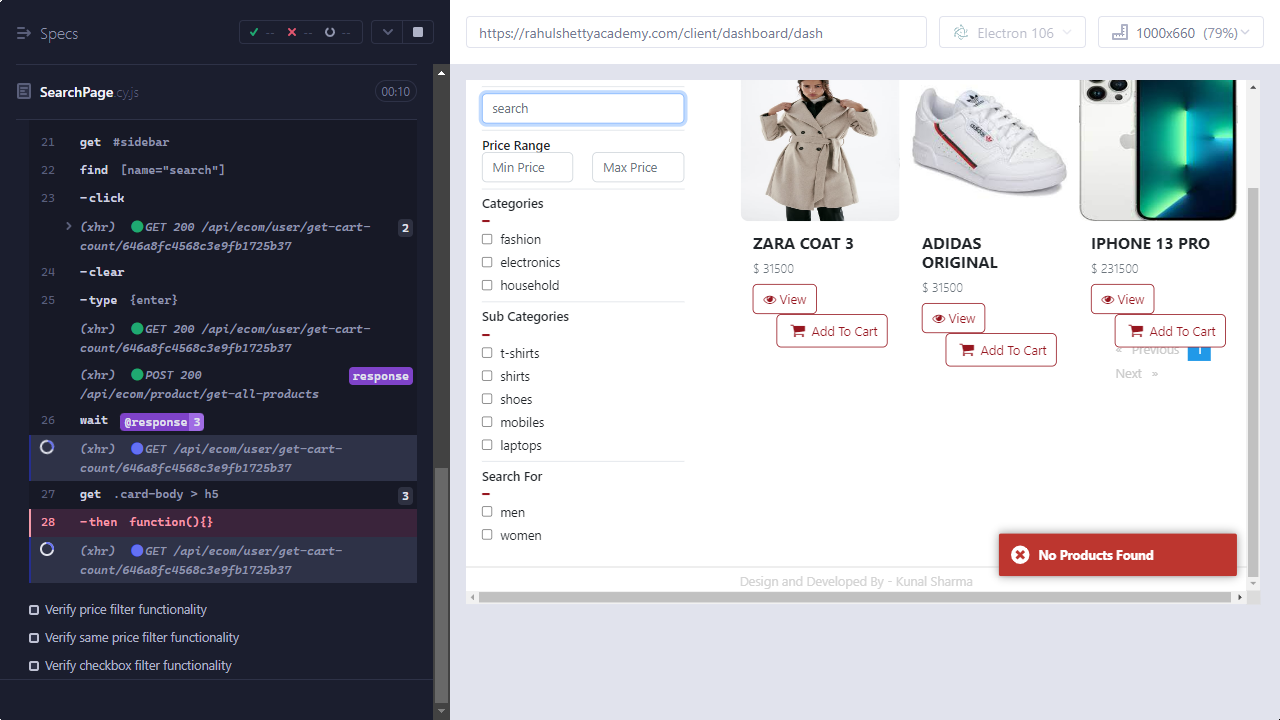 Specs
-- -- --
SearchPage.cy.js 00:10
21 get #sidebar
22 find [name="search"]
23 -click
(xhr) GET 200 /api/ecom/user/get-cart-
count/646a8fc4568c3e9fb1725b37 2
24 -clear
25 -type {enter}
(xhr) GET 200 /api/ecom/user/get-cart-
count/646a8fc4568c3e9fb1725b37
(xhr) POST 200 response
/api/ecom/product/get-all-products
26 wait @response 3
(xhr) GET /api/ecom/user/get-cart-
count/646a8fc4568c3e9fb1725b37
27 get .card-body > h5 3
28 -then function(){}
(xhr) GET /api/ecom/user/get-cart-
count/646a8fc4568c3e9fb1725b37
Verify price filter functionality
Verify same price filter functionality
Verify checkbox filter functionality
https://rahulshettyacademy.com/client/dashboard/dash
Electron 106
1000x660 (79%)
search
Price Range
Min Price Max Price
Categories
fashion
electronics
household
Sub Categories
t-shirts
shirts
shoes
mobiles
laptops
Search For
men
women
ZARA COAT 3
$ 31500
View
Add To Cart
adidas
ADIDAS
ORIGINAL
$ 31500
View
Add To Cart
IPHONE 13 PRO
$ 231500
View
Add To Cart
« Previous 1
Next »
No Products Found
Design and Developed By - Kunal Sharma